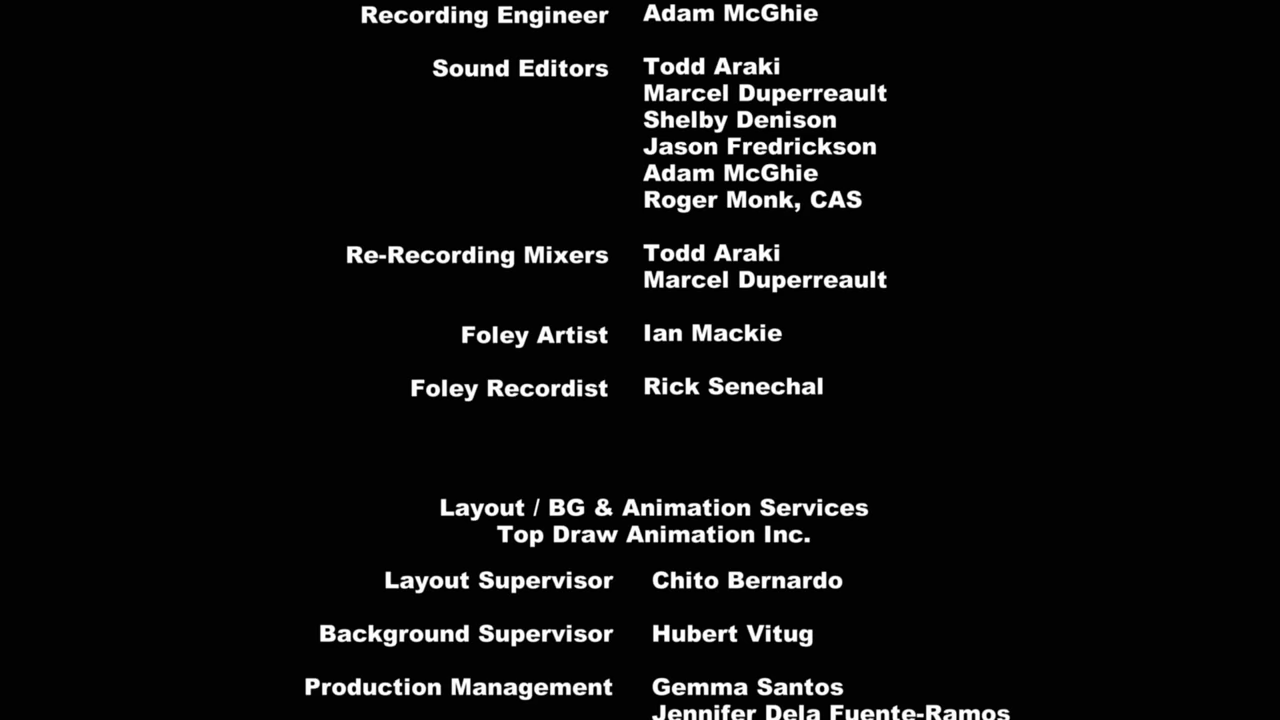 Recording Engineer Adam McGhie
Sound Editors Todd Araki
Marcel Duperreault
Shelby Denison
Jason Fredrickson
Adam McGhie
Roger Monk, CAS
Re-Recording Mixers Todd Araki
Marcel Duperreault
Foley Artist Ian Mackie
Foley Recordist Rick Senechal
Layout / BG & Animation Services
Top Draw Animation Inc.
Layout Supervisor Chito Bernardo
Background Supervisor Hubert Vitug
Production Management Gemma Santos
Jennifer Dela Fuente-Ramos